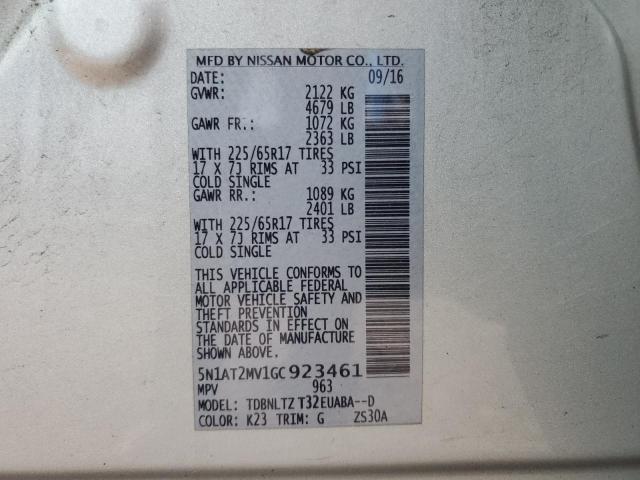 MFD BY NISSAN MOTOR CO., LTD.
DATE: 09/16
GVWR: 2122 KG
4679 LB
GAWR FR.: 1072 KG
2363 LB
WITH 225/65R17 TIRES
17 X 7J RIMS AT 33 PSI
COLD SINGLE
GAWR RR.: 1089 KG
2401 LB
WITH 225/65R17 TIRES
17 X 7J RIMS AT 33 PSI
COLD SINGLE
THIS VEHICLE CONFORMS TO
ALL APPLICABLE FEDERAL
MOTOR VEHICLE SAFETY AND
THEFT PREVENTION
STANDARDS IN EFFECT ON
THE DATE OF MANUFACTURE
SHOWN ABOVE.
5N1AT2MV1GC923461
MPV 963
MODEL: TDBNLTZ T32EUABA--D
COLOR: K23 TRIM: G ZS30A